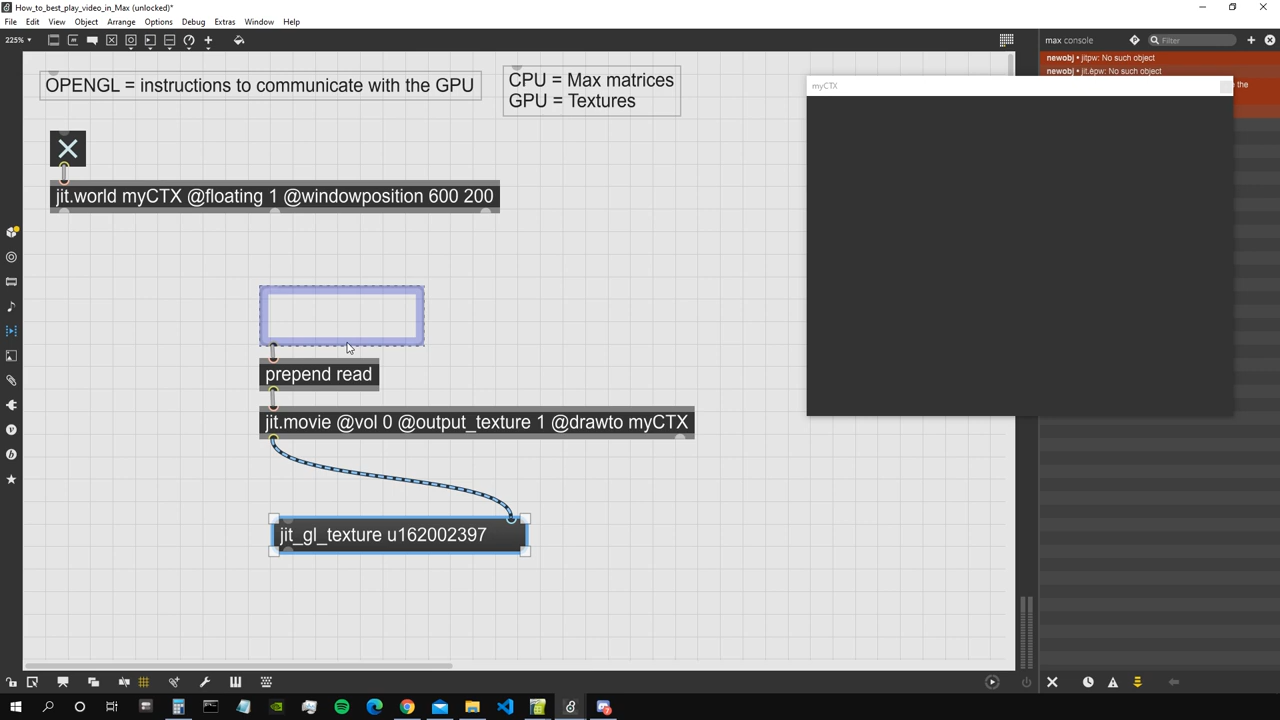 How_to_best_play_video_in_Max (unlocked)*
File Edit View Object Arrange Options Debug Extras Window Help
225%
max console
Filter
OPENGL = instructions to communicate with the GPU
CPU = Max matrices
GPU = Textures
newobj • jitpw: No such object
newobj • jit.épw: No such object
the
myCTX
jit.world myCTX @floating 1 @windowposition 600 200
prepend read
jit.movie @vol 0 @output_texture 1 @drawto myCTX
jit_gl_texture u162002397